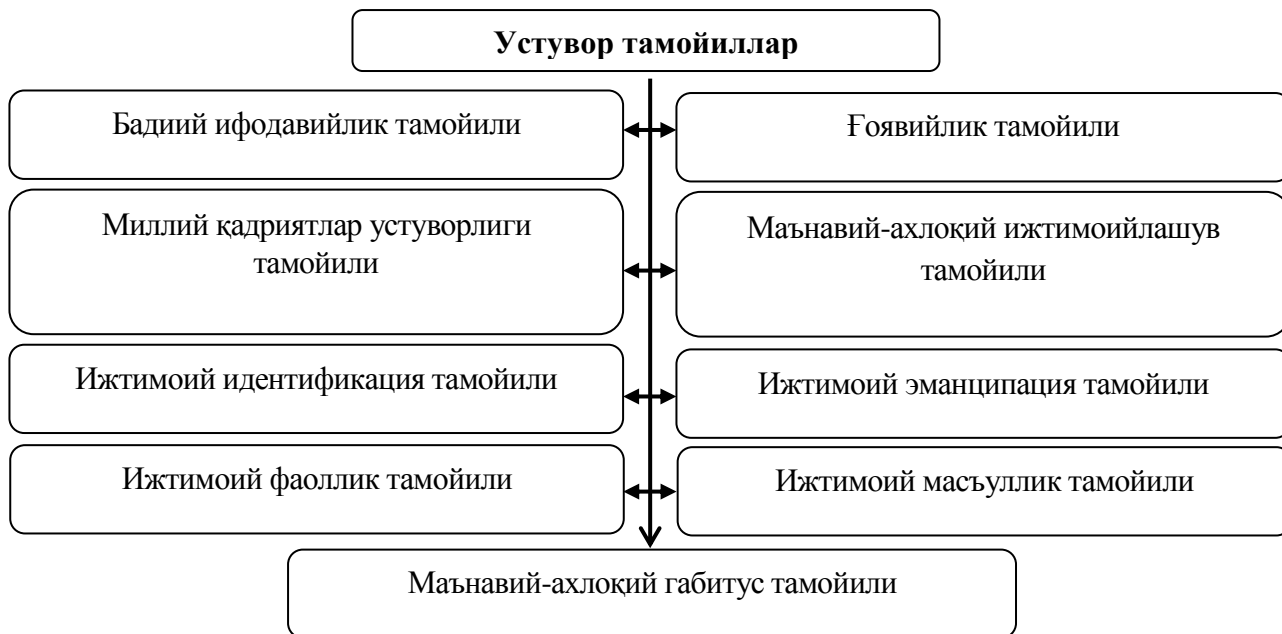 Устувор тамойиллар
Бадиий ифодавийлик тамойили
Ғоявийлик тамойили
Миллий қадриятлар устуворлиги
тамойили
Маънавий-ахлоқий ижтимоийлашув
тамойили
Ижтимоий идентификация тамойили
Ижтимоий эманципация тамойили
Ижтимоий фаоллик тамойили
Ижтимоий масъуллик тамойили
Маънавий-ахлоқий габитус тамойили